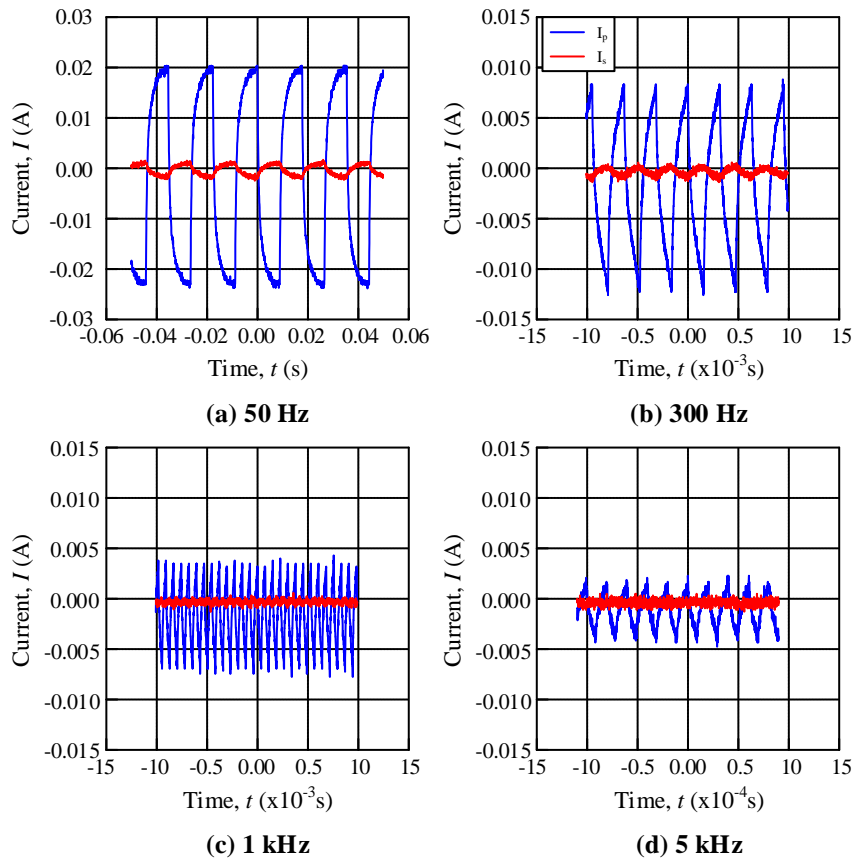 0.03
0.02
0.01
0.00
-0.01
-0.02
-0.03
Current, I (A)
-0.06 -0.04 -0.02 0.00 0.02 0.04 0.06
Time, t (s)
(a) 50 Hz
I_p
I_s
0.015
0.010
0.005
0.000
-0.005
-0.010
-0.015
Current, I (A)
-15 -10 -0.5 0.00 0.5 10 15
Time, t (x10⁻³s)
(b) 300 Hz
0.015
0.010
0.005
0.000
-0.005
-0.010
-0.015
Current, I (A)
-15 -10 -0.5 0.00 0.5 10 15
Time, t (x10⁻³s)
(c) 1 kHz
0.015
0.010
0.005
0.000
-0.005
-0.010
-0.015
Current, I (A)
-15 -10 -0.5 0.00 0.5 10 15
Time, t (x10⁻⁴s)
(d) 5 kHz